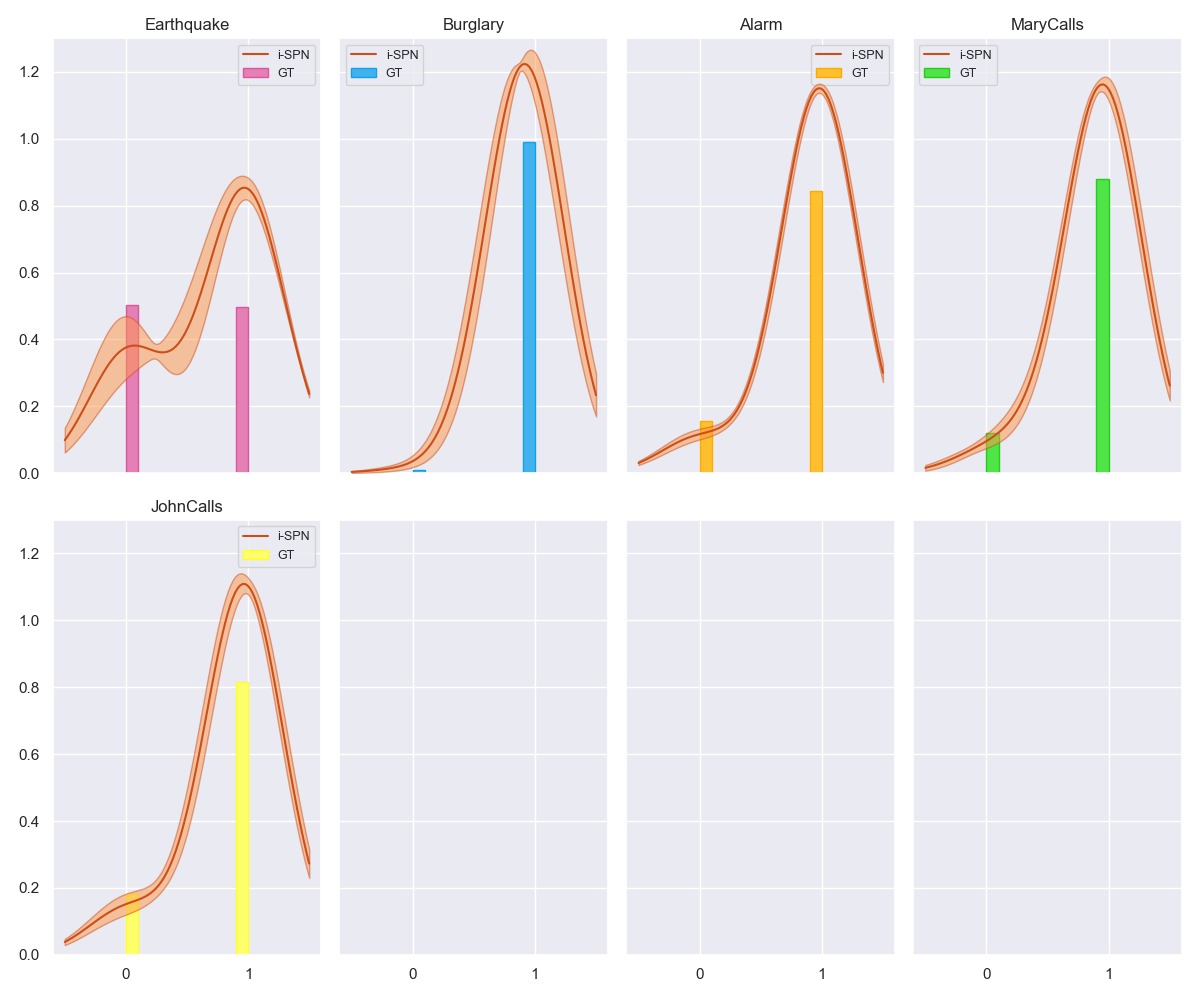 Earthquake
i-SPN
GT
Burglary
i-SPN
GT
Alarm
i-SPN
GT
MaryCalls
i-SPN
GT
1.2
1.0
0.8
0.6
0.4
0.2
0.0
JohnCalls
i-SPN
GT
1.2
1.0
0.8
0.6
0.4
0.2
0.0
0 1
0 1
0 1
0 1